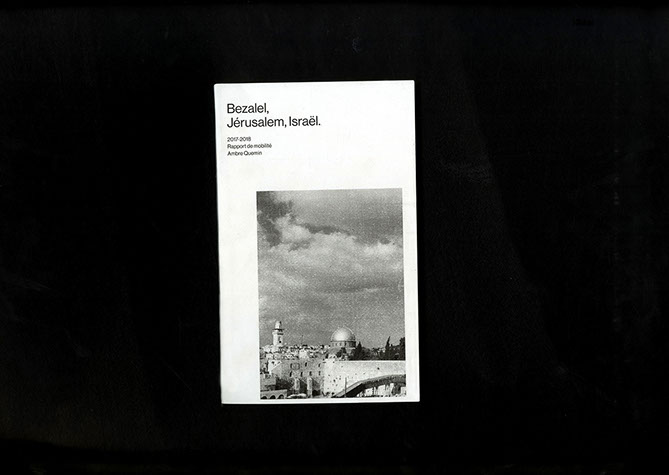 Bezalel,
Jérusalem, Israël.
2017-2018
Rapport de mobilité
Ambre Quemin